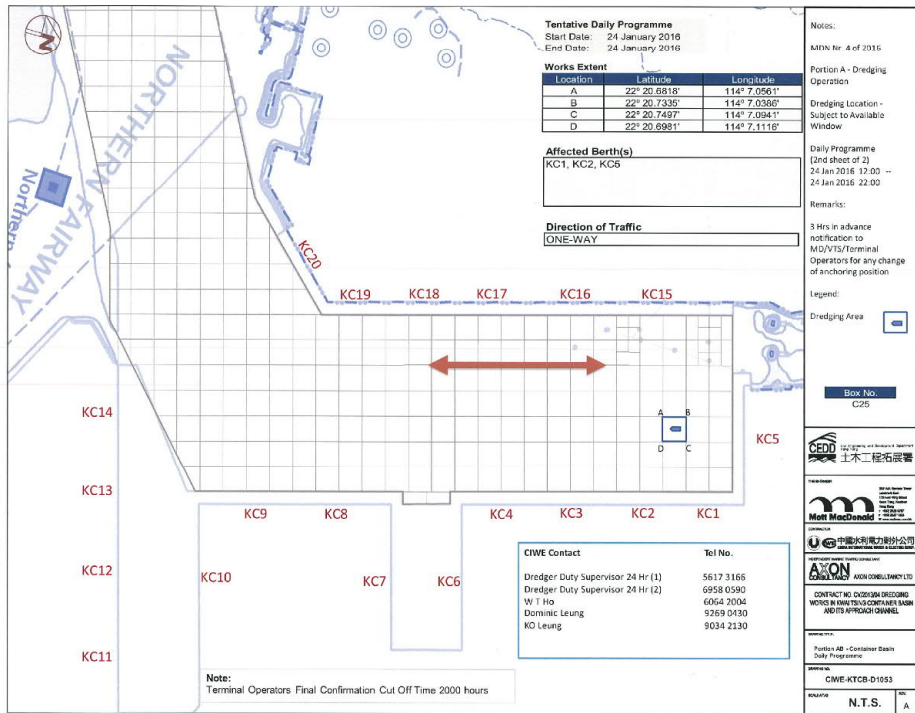 N
NORTHERN FAIRWAY
Northern
Tentative Daily Programme
Start Date: 24 January 2016
End Date: 24 January 2016
Works Extent
Location Latitude Longitude
A 22° 20.6818' 114° 7.0561'
B 22° 20.7335' 114° 7.0386'
C 22° 20.7497' 114° 7.0941'
D 22° 20.6981' 114° 7.1116'
Affected Berth(s)
KC1, KC2, KC5
Direction of Traffic
ONE-WAY
KC20
KC19 KC18 KC17 KC16 KC15
KC14
A B
D C
KC5
KC13
KC9 KC8 KC4 KC3 KC2 KC1
KC12
KC10 KC7 KC6
KC11
CIWE Contact Tel No.
Dredger Duty Supervisor 24 Hr (1) 5617 3166
Dredger Duty Supervisor 24 Hr (2) 6958 0590
W T Ho 6064 2004
Dominic Leung 9269 0430
KO Leung 9034 2130
Note:
Terminal Operators Final Confirmation Cut Off Time 2000 hours
Notes:
MDN Nr. 4 of 2016
Portion A - Dredging
Operation
Dredging Location -
Subject to Available
Window
Daily Programme
(2nd sheet of 2)
24 Jan 2016 12:00 --
24 Jan 2016 22:00
Remarks:
3 Hrs in advance
notification to
MD/VTS/Terminal
Operators for any change
of anchoring position
Legend:
Dredging Area
Box No.
C25
CEDD
土木工程拓展署
Mott MacDonald
CONTRACTOR
中國水利電力對外公司
AXON
CONSULTANCY
AXON CONSULTANCY LTD
CONTRACT NO. CV/2013/04 DREDGING
WORKS IN KWAI TSING CONTAINER BASIN
AND ITS APPROACH CHANNEL
DRAWING TITLE
Portion AB - Container Basin
Daily Programme
DRAWING NO.
CIWE-KTCB-D1053
N.T.S.
A